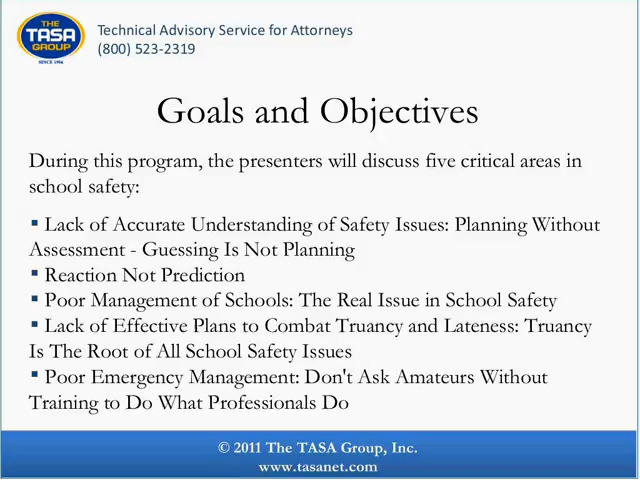 THE
TASA
GROUP
SINCE 1956
Technical Advisory Service for Attorneys
(800) 523-2319
Goals and Objectives
During this program, the presenters will discuss five critical areas in
school safety:
▪ Lack of Accurate Understanding of Safety Issues: Planning Without
Assessment - Guessing Is Not Planning
▪ Reaction Not Prediction
▪ Poor Management of Schools: The Real Issue in School Safety
▪ Lack of Effective Plans to Combat Truancy and Lateness: Truancy
Is The Root of All School Safety Issues
▪ Poor Emergency Management: Don't Ask Amateurs Without
Training to Do What Professionals Do
© 2011 The TASA Group, Inc.
www.tasanet.com